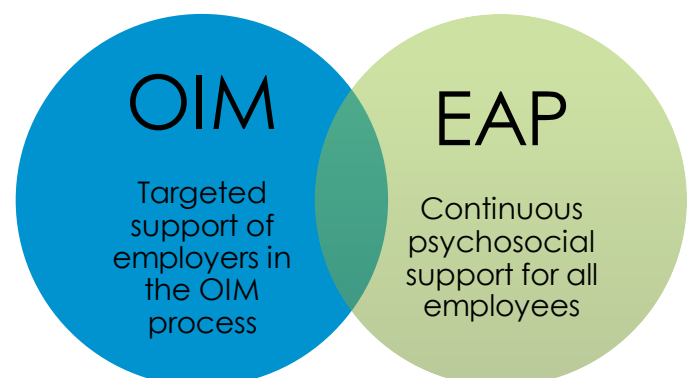 OIM
Targeted
support of
employers in
the OIM
process
EAP
Continuous
psychosocial
support for all
employees